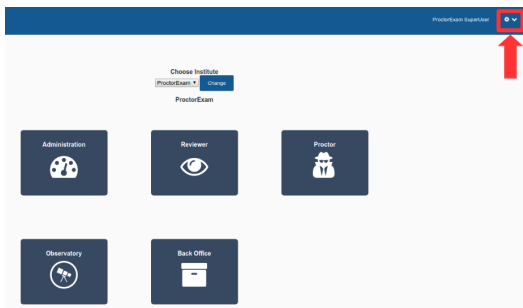 ProctorExam SuperUser
Choose Institute
ProctorExam Change
ProctorExam
Administration Reviewer Proctor
Observatory Back Office